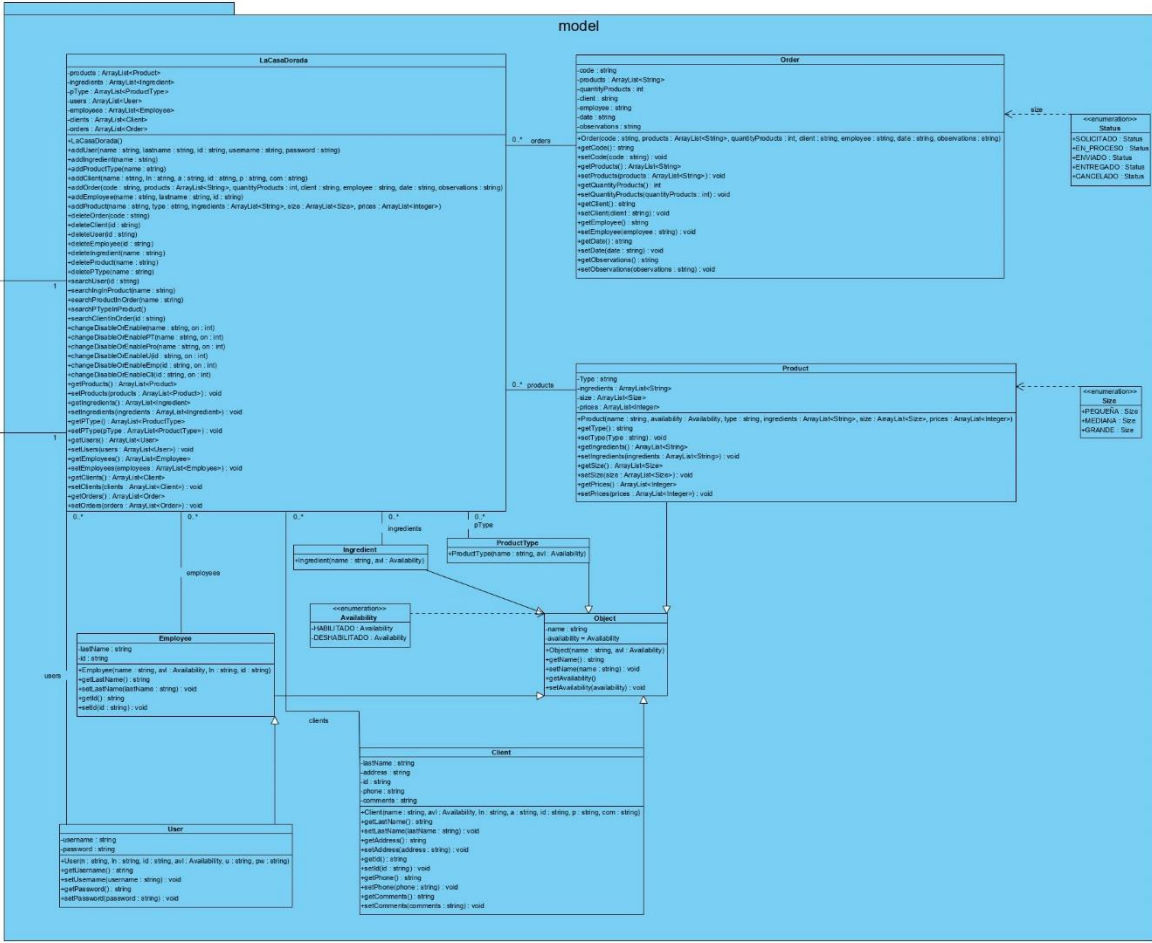 model
LaCasaDorada
-products : ArrayList<Product>
-ingredients : ArrayList<Ingredient>
-pType : ArrayList<ProductType>
-users : ArrayList<User>
-employees : ArrayList<Employee>
-clients : ArrayList<Client>
-orders : ArrayList<Order>
+LaCasaDorada()
+addUser(name : string, lastname : string, id : string, username : string, password : string)
+addIngredient(name : string)
+addProductType(name : string)
+addClient(name : string, ln : string, a : string, id : string, p : string, com : string)
+addOrder(code : string, products : ArrayList<String>, quantityProducts : int, client : string, employee : string, date : string, observations : string)
+addEmployee(name : string, lastname : string, id : string)
+addProduct(name : string, type : string, ingredients : ArrayList<String>, size : ArrayList<Size>, prices : ArrayList<Integer>)
+deleteOrder(code : string)
+deleteClient(id : string)
+deleteUser(id : string)
+deleteEmployee(id : string)
+deleteIngredient(name : string)
+deleteProduct(name : string)
+deletePType(name : string)
+searchUser(id : string)
+searchIngInProduct(name : string)
+searchProductInOrder(name : string)
+searchPTypeInProduct()
+searchClientInOrder(id : string)
+changeDisableOrEnable(name : string, on : int)
+changeDisableOrEnablePT(name : string, on : int)
+changeDisableOrEnablePro(name : string, on : int)
+changeDisableOrEnableU(id : string, on : int)
+changeDisableOrEnableEmp(id : string, on : int)
+changeDisableOrEnableCli(id : string, on : int)
+getProducts() : ArrayList<Product>
+setProducts(products : ArrayList<Product>) : void
+getIngredients() : ArrayList<Ingredient>
+setIngredients(ingredients : ArrayList<Ingredient>) : void
+getPType() : ArrayList<ProductType>
+setPType(pType : ArrayList<ProductType>) : void
+getUsers() : ArrayList<User>
+setUsers(users : ArrayList<User>) : void
+getEmployees() : ArrayList<Employee>
+setEmployees(employees : ArrayList<Employee>) : void
+getClients() : ArrayList<Client>
+setClients(clients : ArrayList<Client>) : void
+getOrders() : ArrayList<Order>
+setOrders(orders : ArrayList<Order>) : void
1
1
0..* orders
0..* products
Order
-code : string
-products : ArrayList<String>
-quantityProducts : int
-client : string
-employee : string
-date : string
-observations : string
+Order(code : string, products : ArrayList<String>, quantityProducts : int, client : string, employee : string, date : string, observations : string)
+getCode() : string
+setCode(code : string) : void
+getProducts() : ArrayList<String>
+setProducts(products : ArrayList<String>) : void
+getQuantityProducts() : int
+setQuantityProducts(quantityProducts : int) : void
+getClient() : string
+setClient(client : string) : void
+getEmployee() : string
+setEmployee(employee : string) : void
+getDate() : string
+setDate(date : string) : void
+getObservations() : string
+setObservations(observations : string) : void
size
<<enumeration>>
Status
+SOLICITADO : Status
+EN_PROCESO : Status
+ENVIADO : Status
+ENTREGADO : Status
+CANCELADO : Status
Product
-Type : string
-ingredients : ArrayList<String>
-size : ArrayList<Size>
-prices : ArrayList<Integer>
+Product(name : string, availability : Availability, type : string, ingredients : ArrayList<String>, size : ArrayList<Size>, prices : ArrayList<Integer>)
+getType() : string
+setType(Type : string) : void
+getIngredients() : ArrayList<String>
+setIngredients(ingredients : ArrayList<String>) : void
+getSize() : ArrayList<Size>
+setSize(size : ArrayList<Size>) : void
+getPrices() : ArrayList<Integer>
+setPrices(prices : ArrayList<Integer>) : void
<<enumeration>>
Size
+PEQUEÑA : Size
+MEDIANA : Size
+GRANDE : Size
0..*
0..*
0..*
0..*
0..*
ingredients
pType
employees
users
clients
Ingredient
+Ingredient(name : string, avl : Availability)
ProductType
+ProductType(name : string, avl : Availability)
<<enumeration>>
Availability
-HABILITADO : Availability
-DESHABILITADO : Availability
Object
-name : string
-availability = Availability
+Object(name : string, avl : Availability)
+getName() : string
+setName(name : string) : void
+getAvailability()
+setAvailability(availability) : void
Employee
-lastName : string
-id : string
+Employee(name : string, avl : Availability, ln : string, id : string)
+getLastName() : string
+setLastName(lastName : string) : void
+getId() : string
+setId(id : string) : void
Client
-lastName : string
-address : string
-id : string
-phone : string
-comments : string
+Client(name : string, avl : Availability, ln : string, a : string, id : string, p : string, com : string)
+getLastName() : string
+setLastName(lastName : string) : void
+getAddress() : string
+setAddress(address : string) : void
+getId() : string
+setId(id : string) : void
+getPhone() : string
+setPhone(phone : string) : void
+getComments() : string
+setComments(comments : string) : void
User
-username : string
-password : string
+User(n : string, ln : string, id : string, avl : Availability, u : string, pw : string)
+getUsername() : string
+setUsername(username : string) : void
+getPassword() : string
+setPassword(password : string) : void